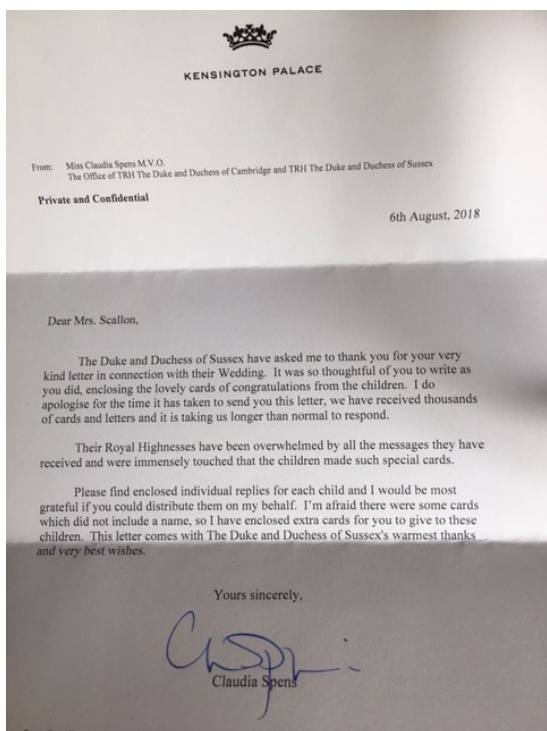 KENSINGTON PALACE
From: Miss Claudia Spens M.V.O.
The Office of TRH The Duke and Duchess of Cambridge and TRH The Duke and Duchess of Sussex
Private and Confidential
6th August, 2018
Dear Mrs. Scallon,
The Duke and Duchess of Sussex have asked me to thank you for your very
kind letter in connection with their Wedding. It was so thoughtful of you to write as
you did, enclosing the lovely cards of congratulations from the children. I do
apologise for the time it has taken to send you this letter, we have received thousands
of cards and letters and it is taking us longer than normal to respond.
Their Royal Highnesses have been overwhelmed by all the messages they have
received and were immensely touched that the children made such special cards.
Please find enclosed individual replies for each child and I would be most
grateful if you could distribute them on my behalf. I'm afraid there were some cards
which did not include a name, so I have enclosed extra cards for you to give to these
children. This letter comes with The Duke and Duchess of Sussex's warmest thanks
and very best wishes.
Yours sincerely,
Claudia Spens